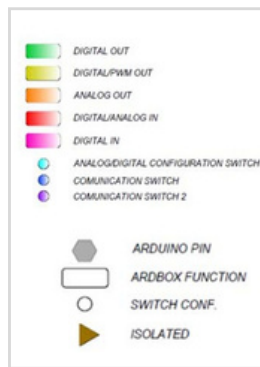 DIGITAL OUT
DIGITAL/PWM OUT
ANALOG OUT
DIGITAL/ANALOG IN
DIGITAL IN
ANALOG/DIGITAL CONFIGURATION SWITCH
COMUNICATION SWITCH
COMUNICATION SWITCH 2
ARDUINO PIN
ARDBOX FUNCTION
SWITCH CONF.
ISOLATED